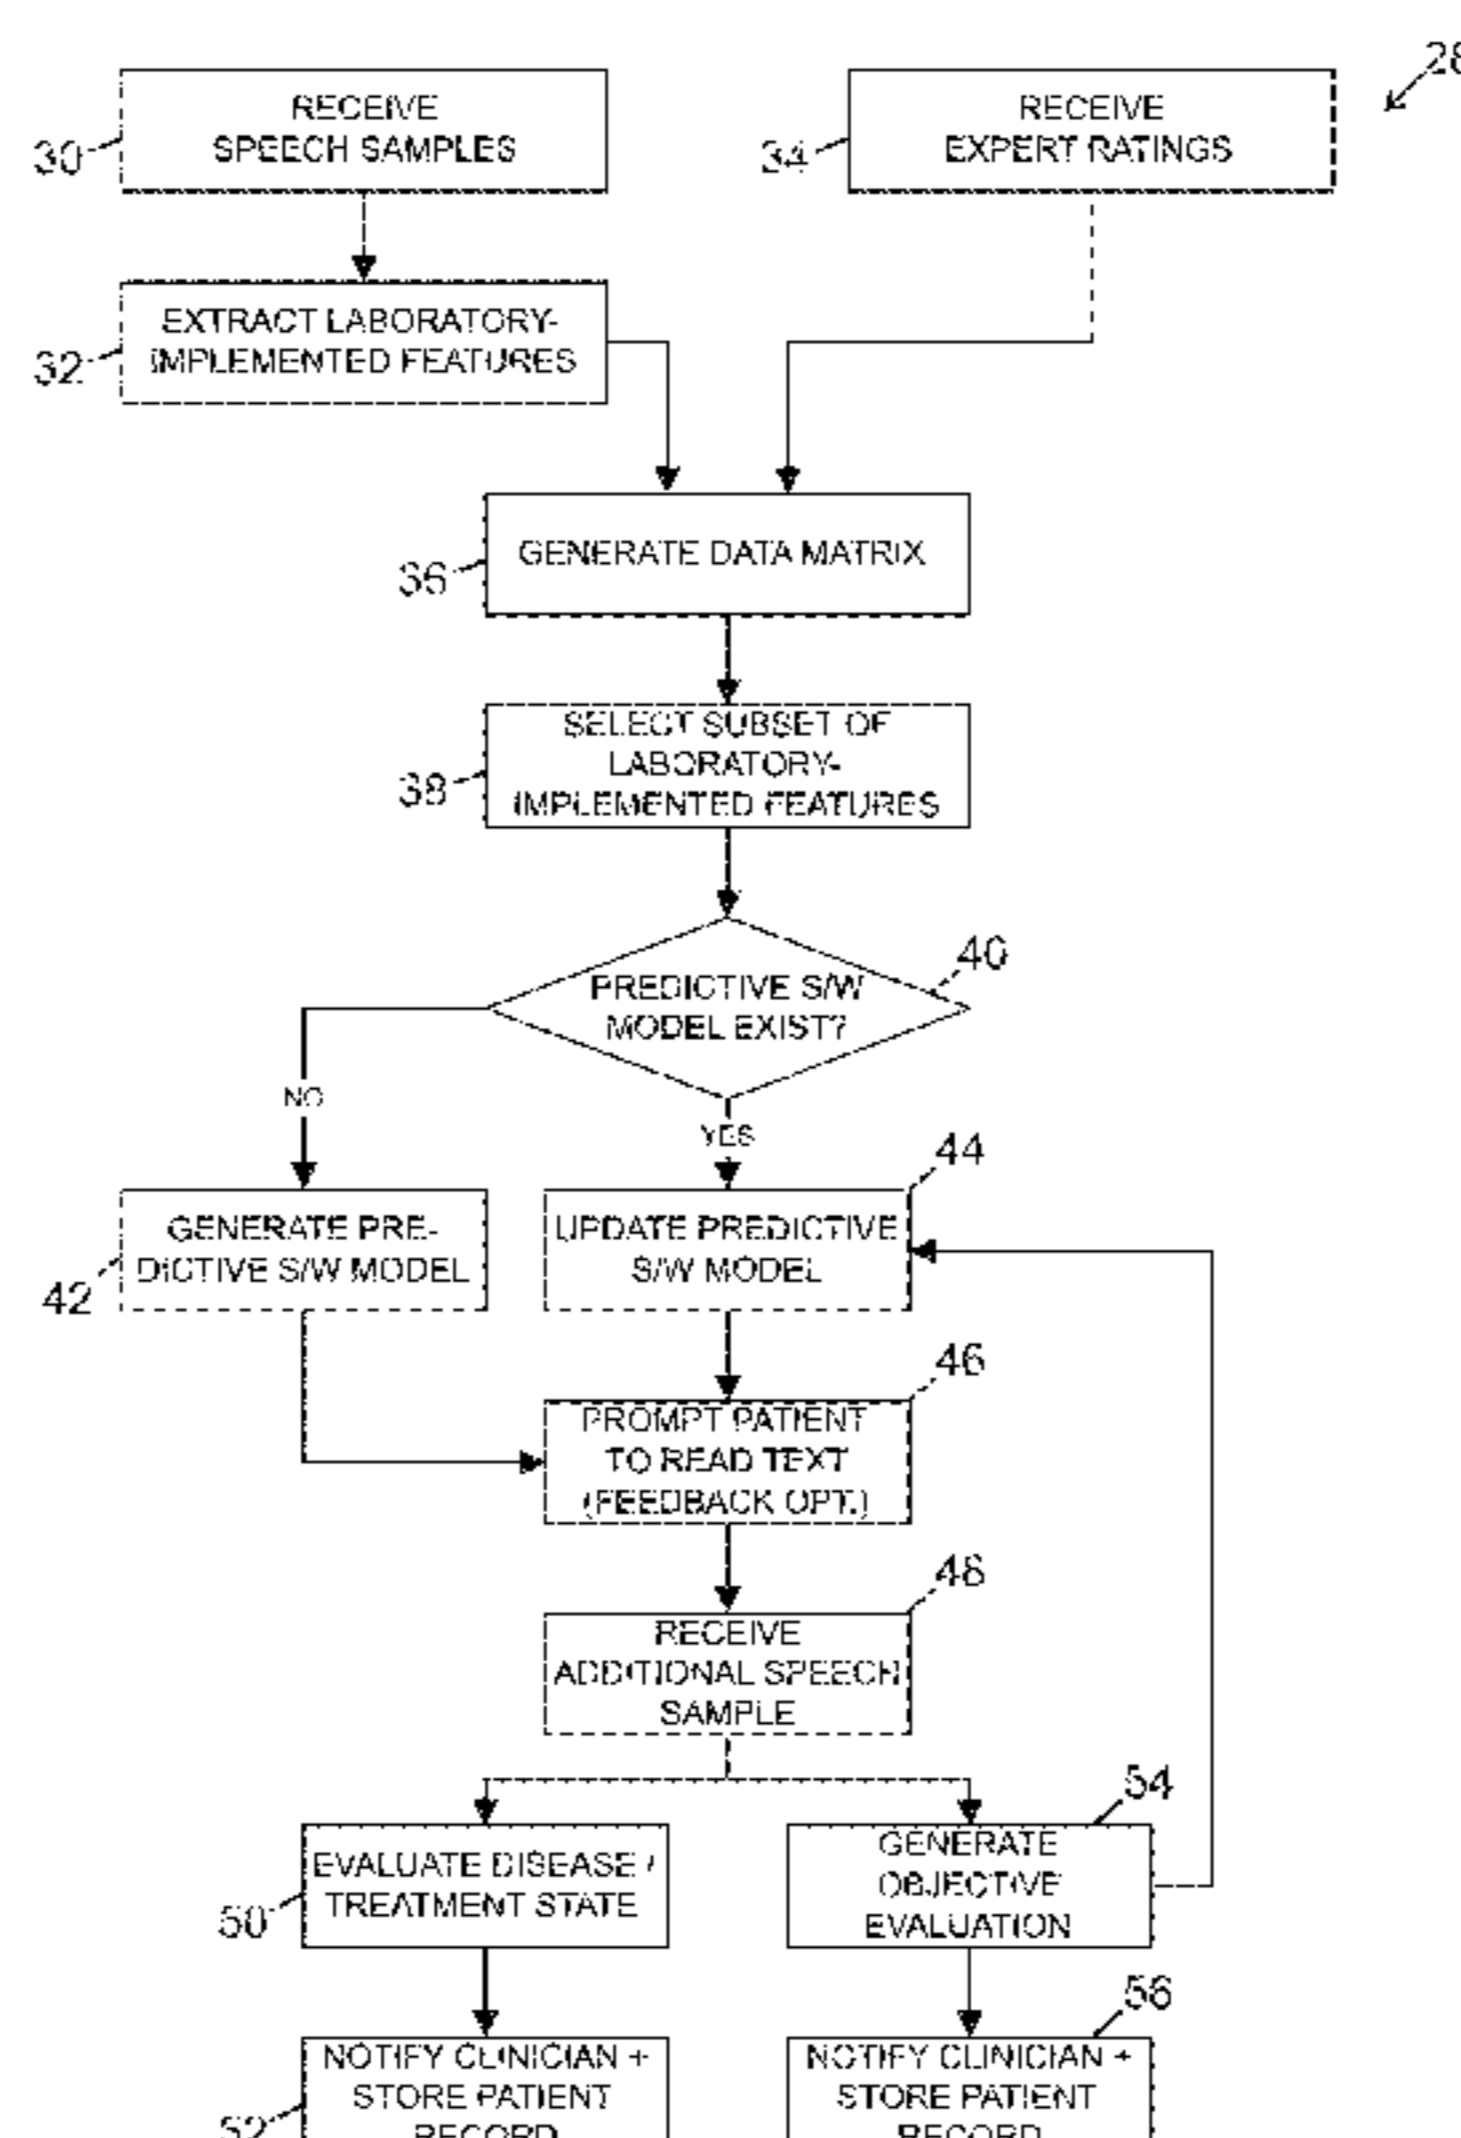 28
RECEIVE
SPEECH SAMPLES
30
RECEIVE
EXPERT RATINGS
34
EXTRACT LABORATORY-
IMPLEMENTED FEATURES
32
GENERATE DATA MATRIX
36
SELECT SUBSET OF
LABORATORY-
IMPLEMENTED FEATURES
38
PREDICTIVE S/W
MODEL EXIST?
40
NO
YES
GENERATE PRE-
DICTIVE S/W MODEL
42
UPDATE PREDICTIVE
S/W MODEL
44
PROMPT PATIENT
TO READ TEXT
(FEEDBACK OPT.)
46
RECEIVE
ADDITIONAL SPEECH
SAMPLE
48
EVALUATE DISEASE /
TREATMENT STATE
50
GENERATE
OBJECTIVE
EVALUATION
54
NOTIFY CLINICIAN +
STORE PATIENT
RECORD
52
NOTIFY CLINICIAN +
STORE PATIENT
RECORD
56